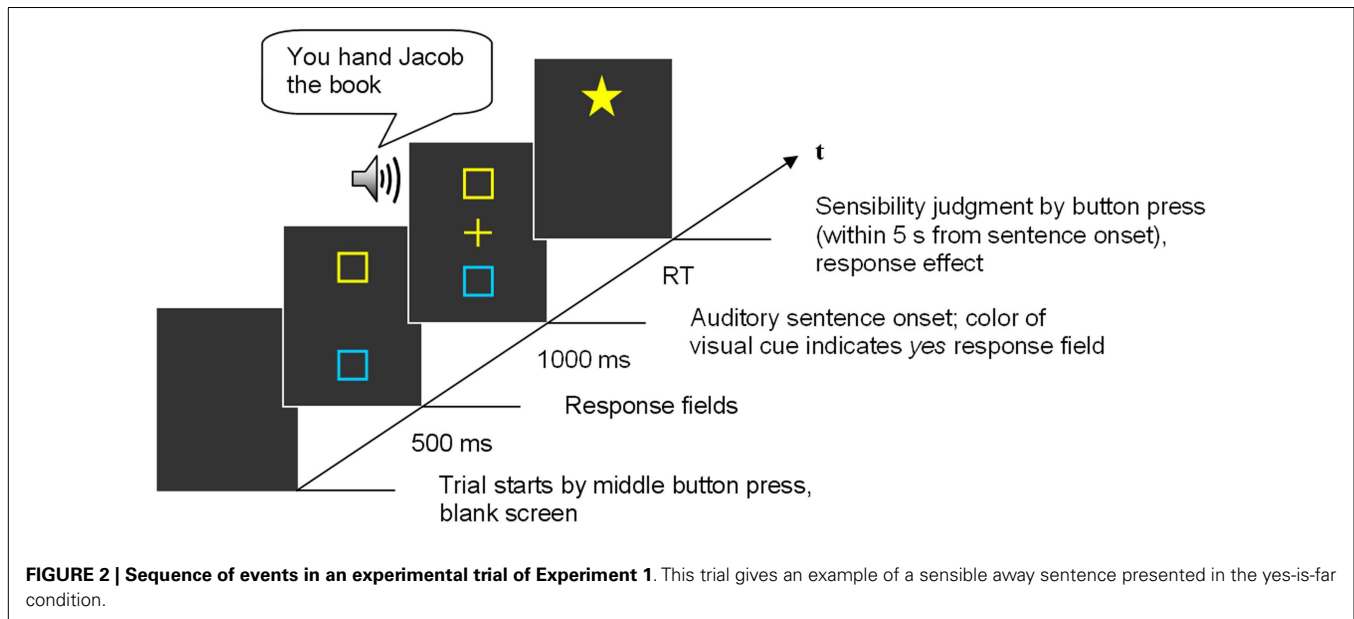 You hand Jacob
the book
t
Sensibility judgment by button press
(within 5 s from sentence onset),
response effect
RT
Auditory sentence onset; color of
visual cue indicates yes response field
1000 ms
Response fields
500 ms
Trial starts by middle button press,
blank screen
FIGURE 2 | Sequence of events in an experimental trial of Experiment 1. This trial gives an example of a sensible away sentence presented in the yes-is-far
condition.